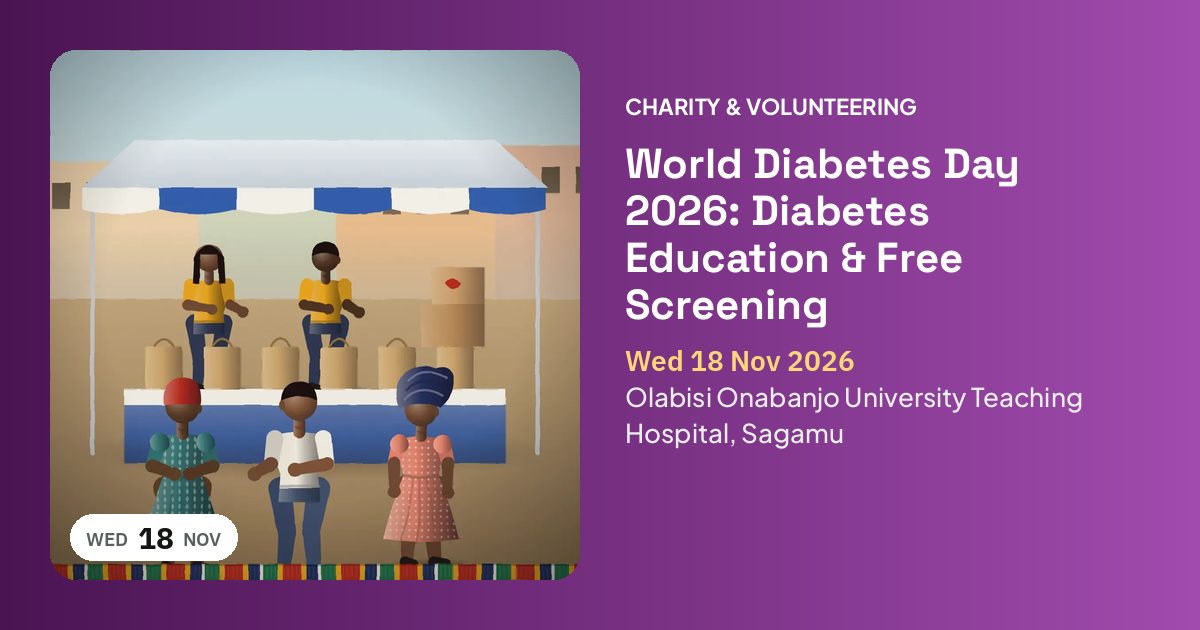 CHARITY & VOLUNTEERING
World Diabetes Day
2026: Diabetes
Education & Free
Screening
Wed 18 Nov 2026
Olabisi Onabanjo University Teaching
Hospital, Sagamu
WED 18 NOV